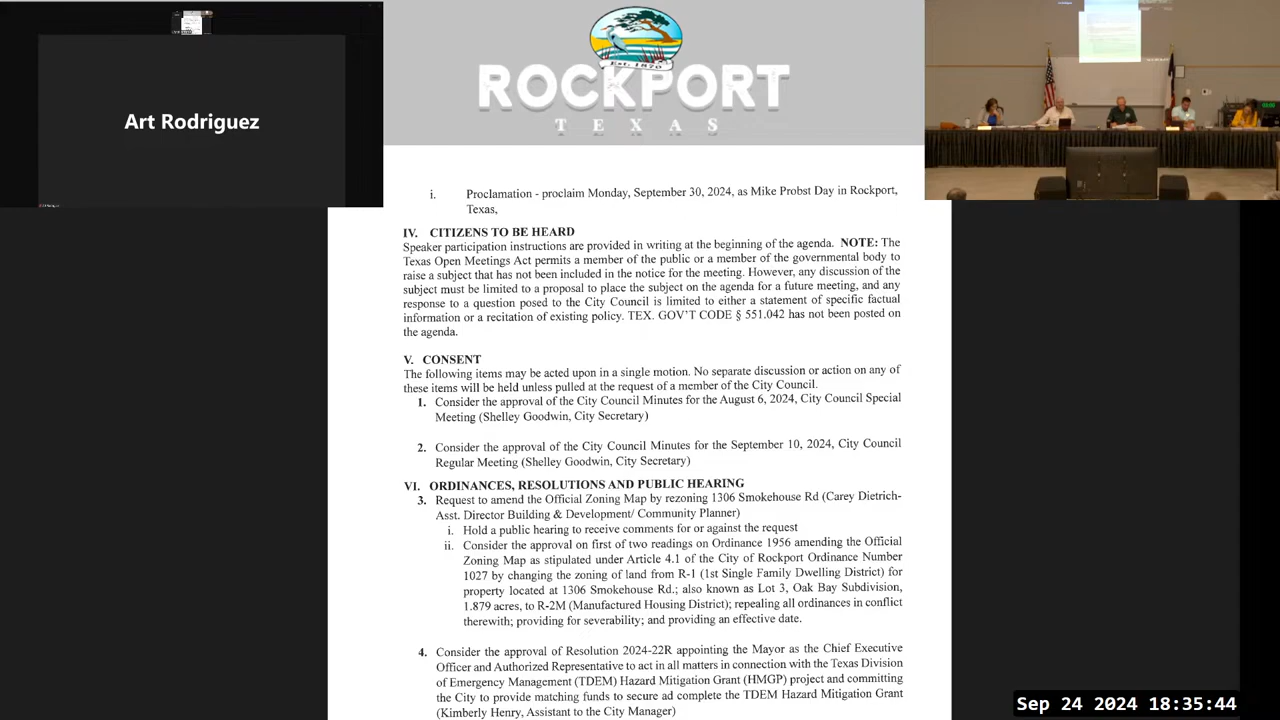 Art Rodriguez
Est. 1870
ROCKPORT
TEXAS
i. Proclamation - proclaim Monday, September 30, 2024, as Mike Probst Day in Rockport,
Texas,
IV. CITIZENS TO BE HEARD
Speaker participation instructions are provided in writing at the beginning of the agenda. NOTE: The
Texas Open Meetings Act permits a member of the public or a member of the governmental body to
raise a subject that has not been included in the notice for the meeting. However, any discussion of the
subject must be limited to a proposal to place the subject on the agenda for a future meeting, and any
response to a question posed to the City Council is limited to either a statement of specific factual
information or a recitation of existing policy. TEX. GOV'T CODE § 551.042 has not been posted on
the agenda.
V. CONSENT
The following items may be acted upon in a single motion. No separate discussion or action on any of
these items will be held unless pulled at the request of a member of the City Council.
1. Consider the approval of the City Council Minutes for the August 6, 2024, City Council Special
Meeting (Shelley Goodwin, City Secretary)
2. Consider the approval of the City Council Minutes for the September 10, 2024, City Council
Regular Meeting (Shelley Goodwin, City Secretary)
VI. ORDINANCES, RESOLUTIONS AND PUBLIC HEARING
3. Request to amend the Official Zoning Map by rezoning 1306 Smokehouse Rd (Carey Dietrich-
Asst. Director Building & Development/ Community Planner)
i. Hold a public hearing to receive comments for or against the request
ii. Consider the approval on first of two readings on Ordinance 1956 amending the Official
Zoning Map as stipulated under Article 4.1 of the City of Rockport Ordinance Number
1027 by changing the zoning of land from R-1 (1st Single Family Dwelling District) for
property located at 1306 Smokehouse Rd.; also known as Lot 3, Oak Bay Subdivision,
1.879 acres, to R-2M (Manufactured Housing District); repealing all ordinances in conflict
therewith; providing for severability; and providing an effective date.
4. Consider the approval of Resolution 2024-22R appointing the Mayor as the Chief Executive
Officer and Authorized Representative to act in all matters in connection with the Texas Division
of Emergency Management (TDEM) Hazard Mitigation Grant (HMGP) project and committing
the City to provide matching funds to secure ad complete the TDEM Hazard Mitigation Grant
(Kimberly Henry, Assistant to the City Manager)
Sep 24 2024 18:35:44